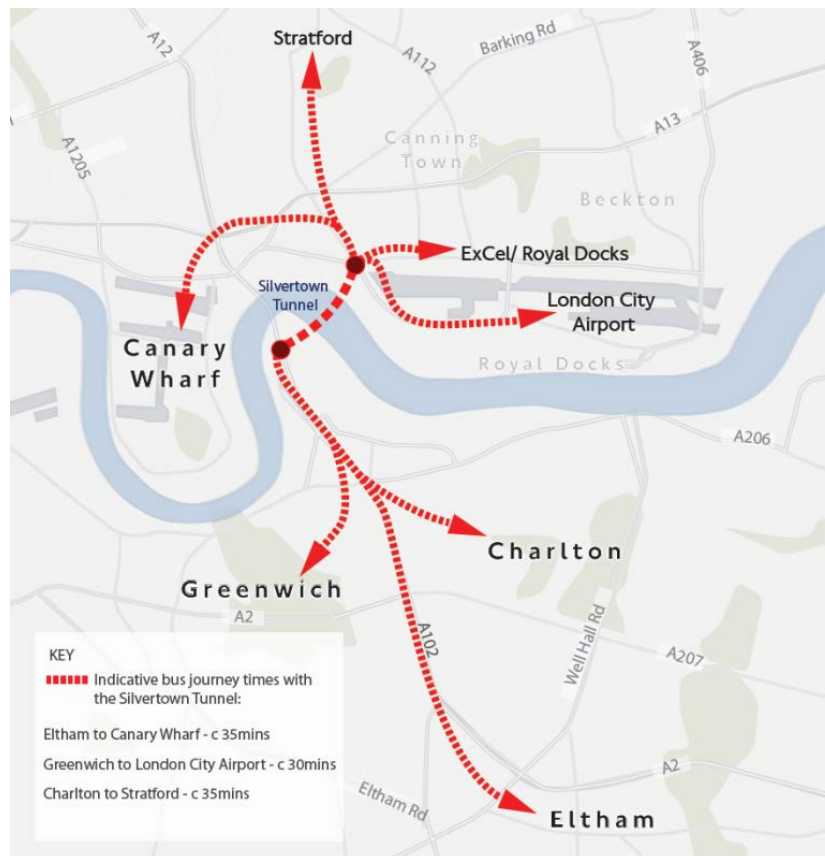 Stratford
A12
A112
Barking Rd
A406
A13
Canning
Town
A1205
Beckton
ExCel/ Royal Docks
Silvertown
Tunnel
London City
Airport
Canary
Wharf
Royal Docks
A206
Charlton
Greenwich
A2
A102
Well Hall Rd
A207
KEY
Indicative bus journey times with
the Silvertown Tunnel:
Eltham to Canary Wharf - c 35mins
Greenwich to London City Airport - c 30mins
Charlton to Stratford - c 35mins
A2
Eltham Rd
Eltham